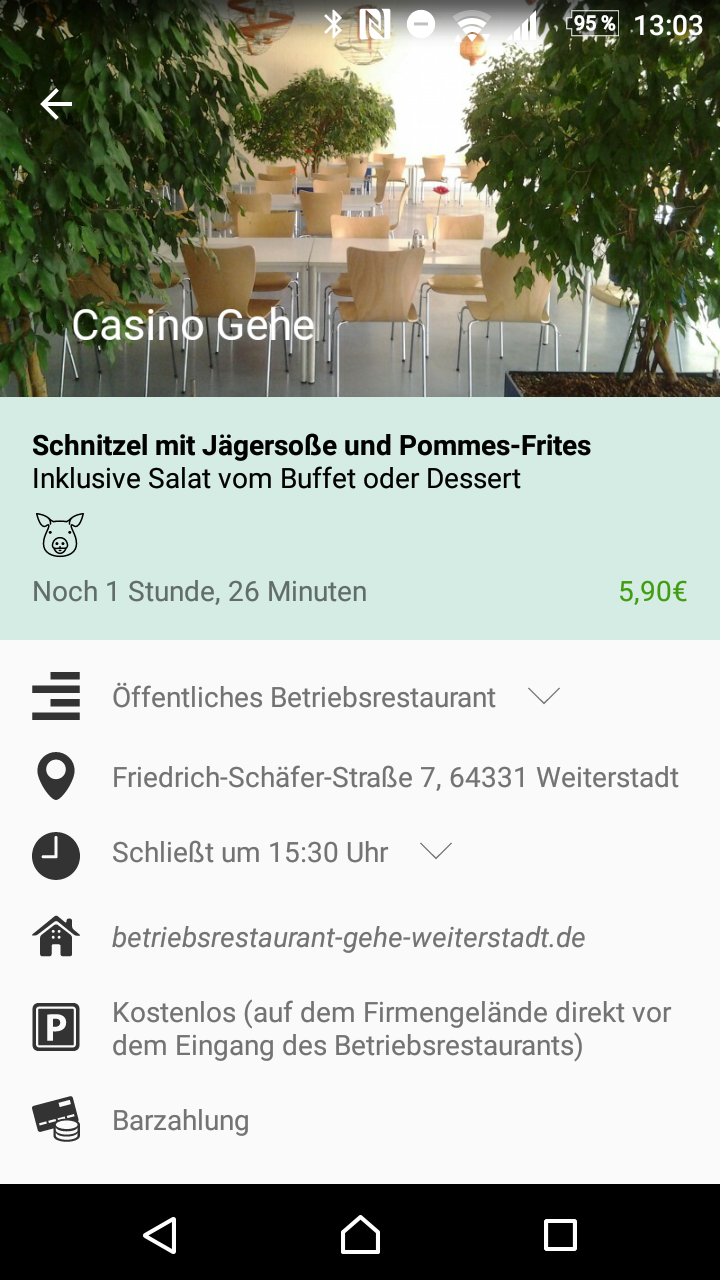 95 % 13:03
Casino Gehe
Schnitzel mit Jägersoße und Pommes-Frites
Inklusive Salat vom Buffet oder Dessert
Noch 1 Stunde, 26 Minuten 5,90€
Öffentliches Betriebsrestaurant
Friedrich-Schäfer-Straße 7, 64331 Weiterstadt
Schließt um 15:30 Uhr
betriebsrestaurant-gehe-weiterstadt.de
P Kostenlos (auf dem Firmengelände direkt vor
dem Eingang des Betriebsrestaurants)
Barzahlung